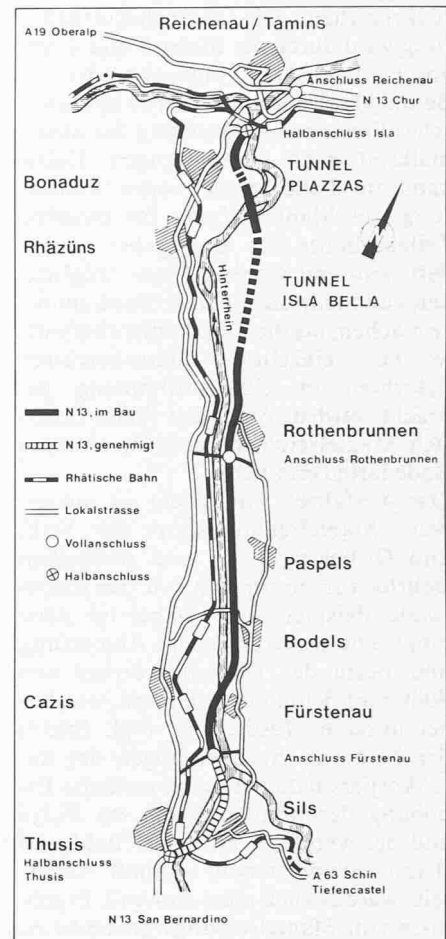 Reichenau/Tamins
A19 Oberalp
Anschluss Reichenau
N 13 Chur
Halbanschluss Isla
TUNNEL
PLAZZAS
Bonaduz
Rhäzüns
Hinterrhein
TUNNEL
ISLA BELLA
N13, im Bau
N 13, genehmigt
Rhätische Bahn
Lokalstrasse
Vollanschluss
Halbanschluss
Rothenbrunnen
Anschluss Rothenbrunnen
Paspels
Rodels
Cazis
Fürstenau
Anschluss Fürstenau
Sils
Thusis
Halbanschluss
Thusis
A 63 Schin
Tiefencastel
N 13 San Bernardino